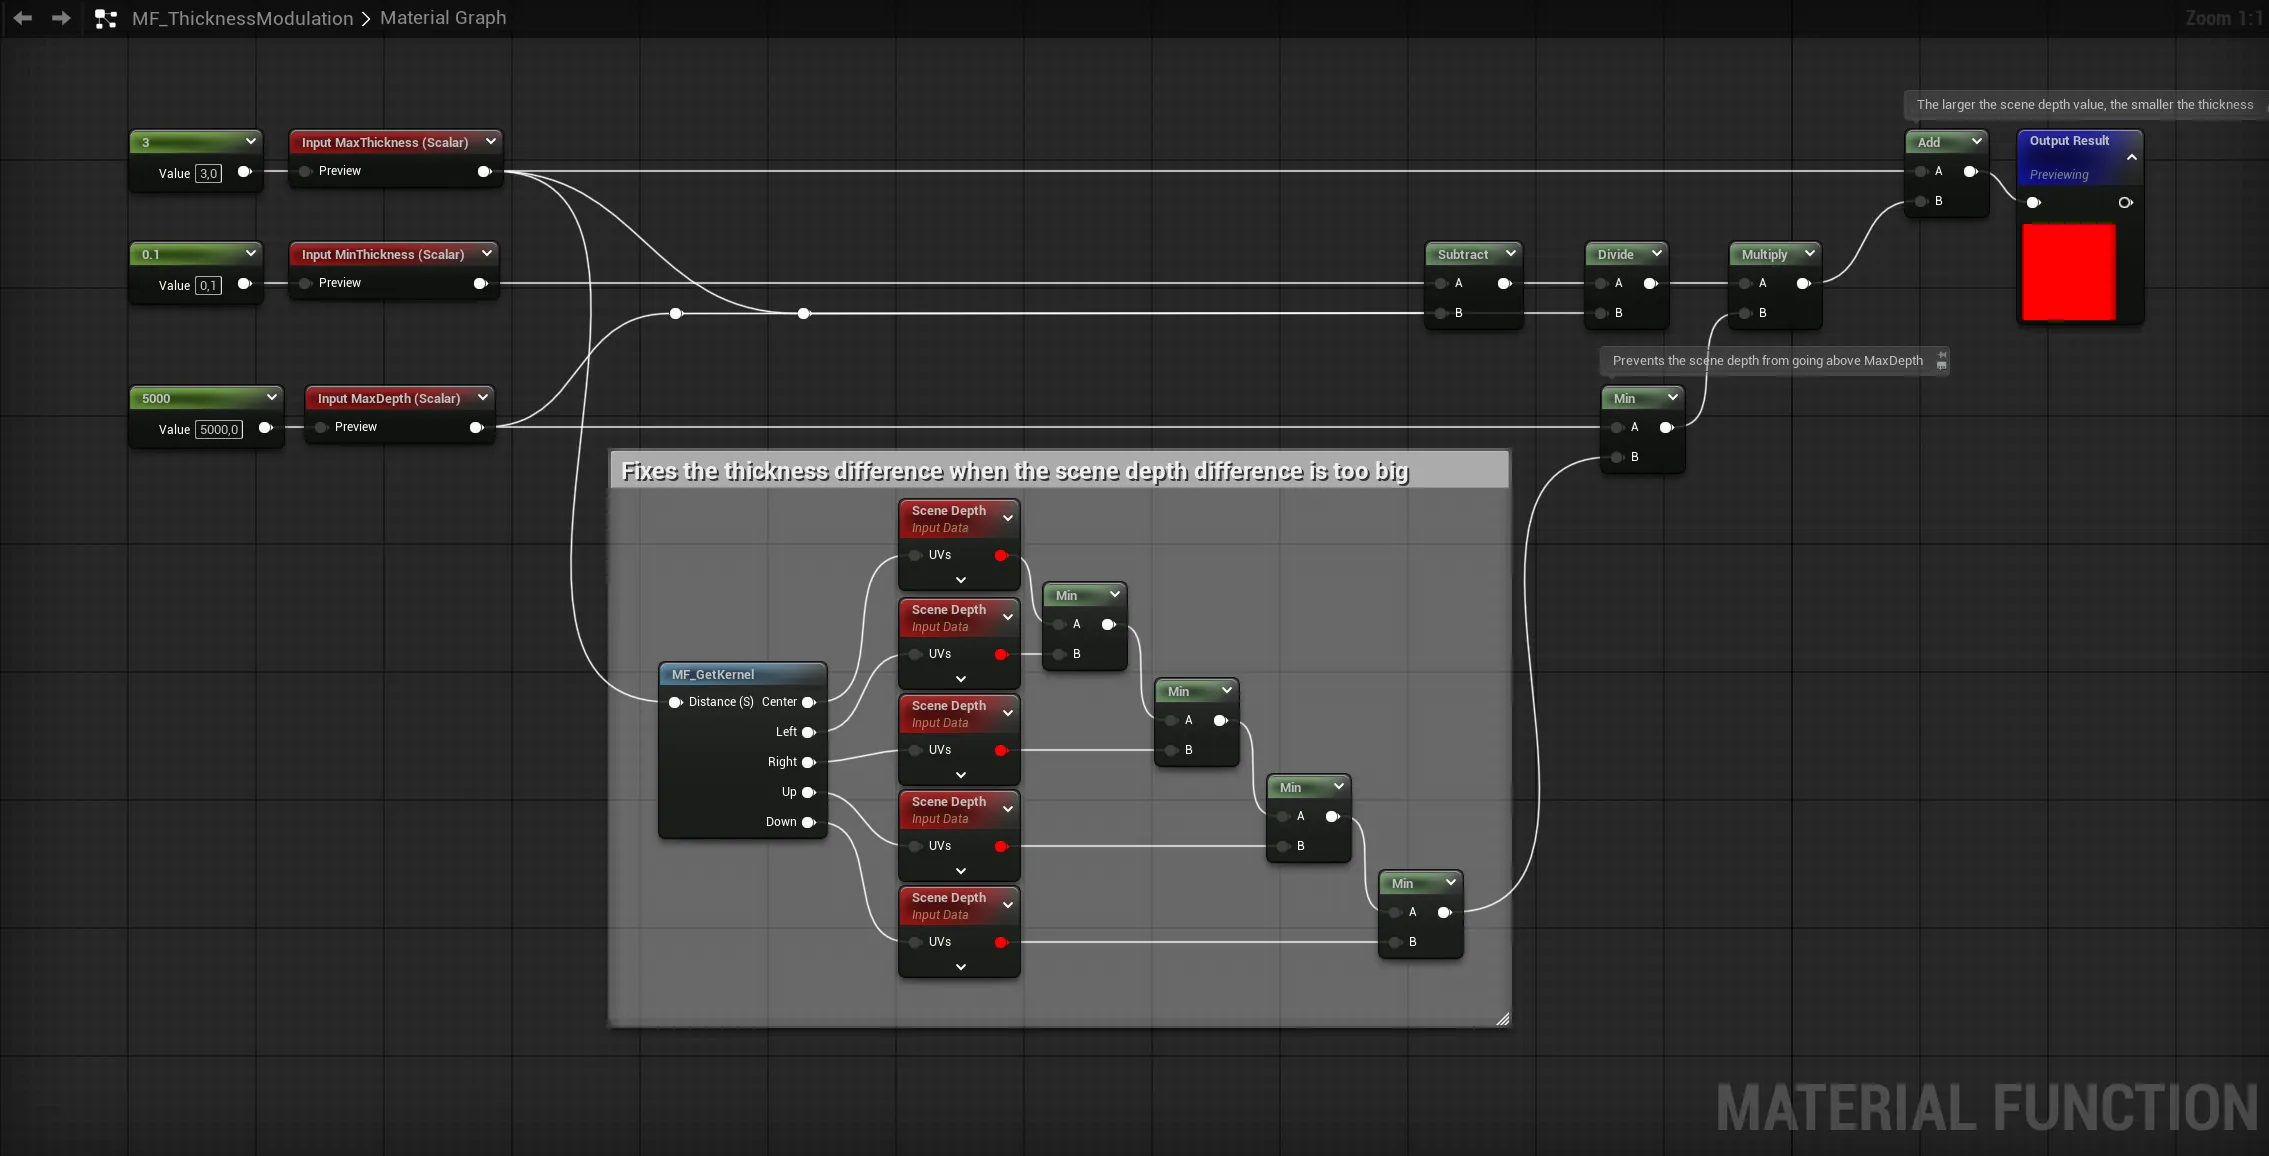 MF_ThicknessModulation > Material Graph
Zoom 1:1
The larger the scene depth value, the smaller the thickness
3
Value 3,0
Input MaxThickness (Scalar)
Preview
Add
A
B
Output Result
Previewing
0.1
Value 0,1
Input MinThickness (Scalar)
Preview
Subtract
A
B
Divide
A
B
Multiply
A
B
Prevents the scene depth from going above MaxDepth
5000
Value 5000,0
Input MaxDepth (Scalar)
Preview
Min
A
B
Fixes the thickness difference when the scene depth difference is too big
MF_GetKernel
Distance (S) Center
Left
Right
Up
Down
Scene Depth
Input Data
UVs
Scene Depth
Input Data
UVs
Scene Depth
Input Data
UVs
Scene Depth
Input Data
UVs
Scene Depth
Input Data
UVs
Min
A
B
Min
A
B
Min
A
B
Min
A
B
MATERIAL FUNCTION